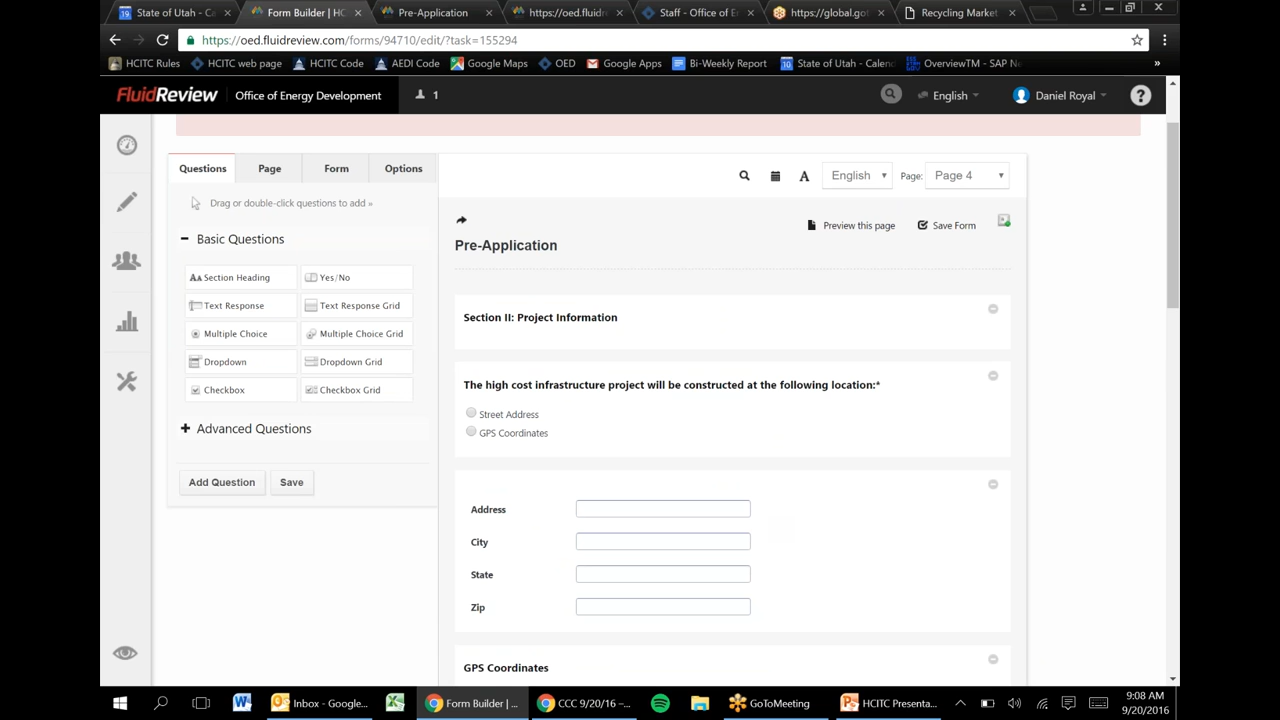 State of Utah - Ca
Form Builder | HC
Pre-Application
https://oed.fluidre
Staff - Office of E
https://global.got
Recycling Market
https://oed.fluidreview.com/forms/94710/edit/?task=155294
HCITC Rules
HCITC web page
HCITC Code
AEDI Code
Google Maps
OED
Google Apps
Bi-Weekly Report
State of Utah - Calend
OverviewTM - SAP Ne
»
FluidReview
Office of Energy Development
1
English
Daniel Royal
?
Questions
Page
Form
Options
English
Page:
Page 4
Drag or double-click questions to add »
Preview this page
Save Form
Basic Questions
Section Heading
Yes/No
Text Response
Text Response Grid
Multiple Choice
Multiple Choice Grid
Dropdown
Dropdown Grid
Checkbox
Checkbox Grid
Advanced Questions
Add Question
Save
Pre-Application
Section II: Project Information
The high cost infrastructure project will be constructed at the following location:*
Street Address
GPS Coordinates
Address
City
State
Zip
GPS Coordinates
Inbox - Google...
Form Builder | ...
CCC 9/20/16 –...
GoToMeeting
HCITC Presenta...
9:08 AM
9/20/2016